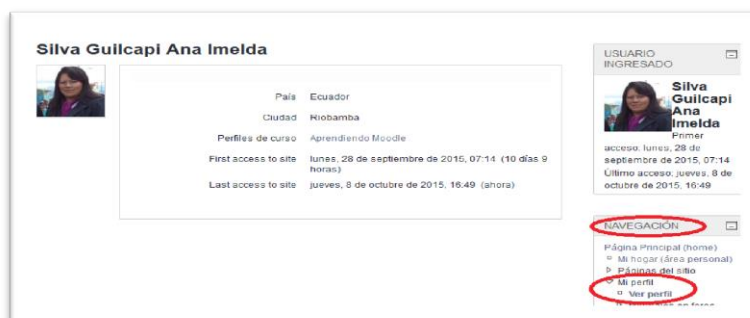 Silva Guilcapi Ana Imelda
País Ecuador
Ciudad Riobamba
Perfiles de curso Aprendiendo Moodle
First access to site lunes, 28 de septiembre de 2015, 07:14 (10 días 9
horas)
Last access to site jueves, 8 de octubre de 2015, 16:49 (ahora)
USUARIO
INGRESADO
Silva
Guilcapi
Ana
Imelda
Primer
acceso: lunes, 28 de
septiembre de 2015, 07:14
Último acceso: jueves, 8 de
octubre de 2015, 16:49
NAVEGACIÓN
Página Principal (home)
Mi hogar (área personal)
Páginas del sitio
Mi perfil
Ver perfil